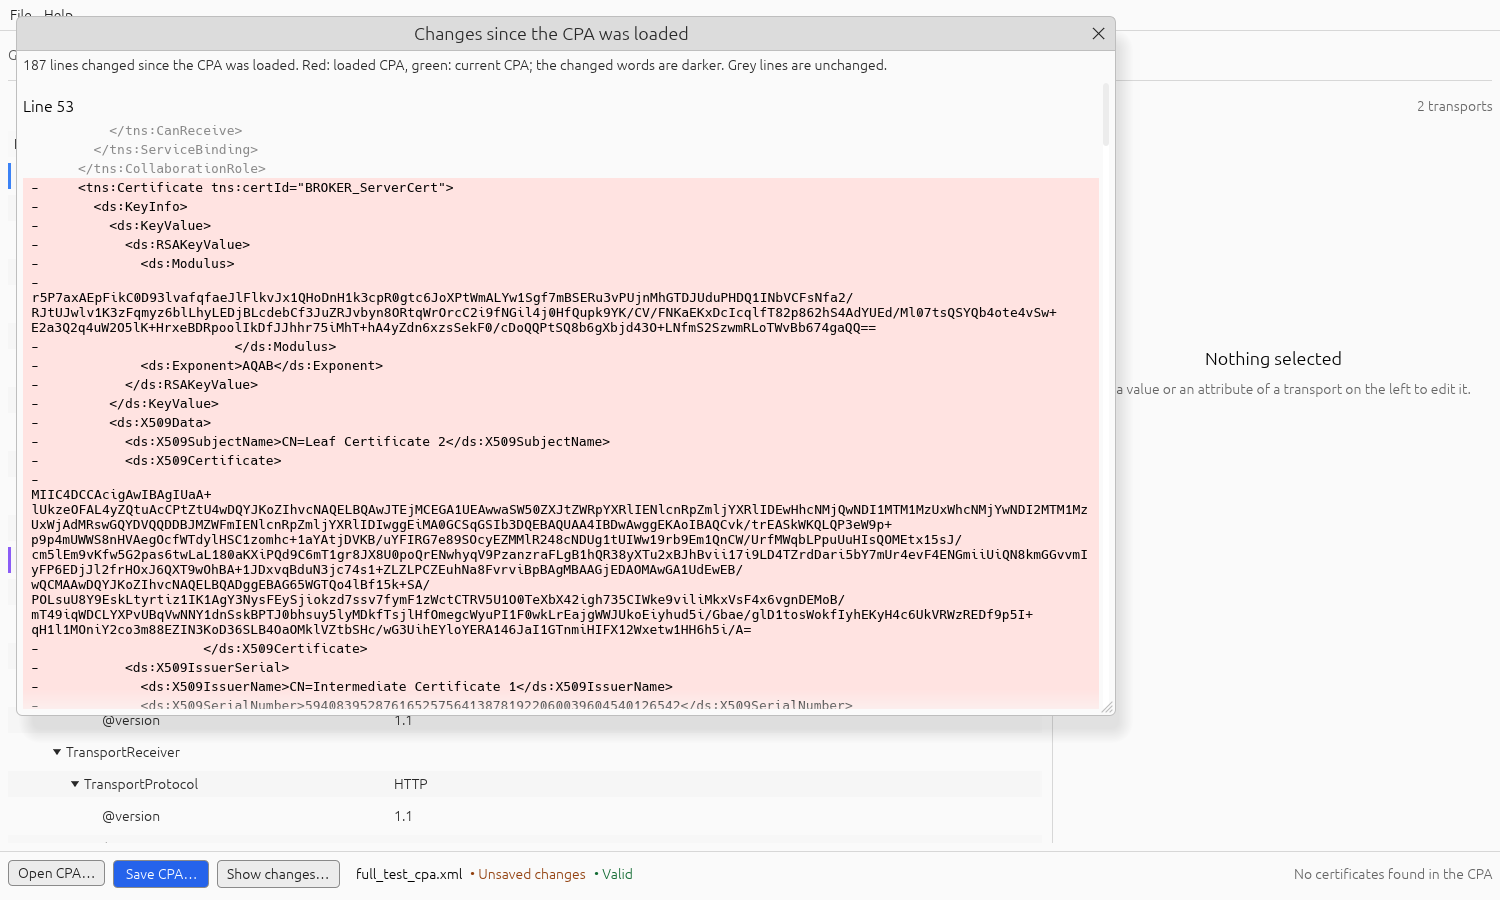 File Help
Changes since the CPA was loaded
187 lines changed since the CPA was loaded. Red: loaded CPA, green: current CPA; the changed words are darker. Grey lines are unchanged.
Line 53
</tns:CanReceive>
</tns:ServiceBinding>
</tns:CollaborationRole>
- <tns:Certificate tns:certId="BROKER_ServerCert">
- <ds:KeyInfo>
- <ds:KeyValue>
- <ds:RSAKeyValue>
- <ds:Modulus>
-
r5P7axAEpFikC0D93lvafqfaeJlFlkvJx1QHoDnH1k3cpR0gtc6JoXPtWmALYw1Sgf7mBSERu3vPUjnMhGTDJUduPHDQ1INbVCFsNfa2/
RJtUJwlv1K3zFqmyz6blLhyLEDjBLcdebCf3JuZRJvbyn8ORtqWrOrcC2i9fNGil4j0HfQupk9YK/CV/FNKaEKxDcIcqlfT82p862hS4AdYUEd/Ml07tsQSYQb4ote4vSw+
E2a3Q2q4uW2O5lK+HrxeBDRpoolIkDfJJhhr75iMhT+hA4yZdn6xzsSekF0/cDoQQPtSQ8b6gXbjd43O+LNfmS2SzwmRLoTWvBb674gaQQ==
- </ds:Modulus>
- <ds:Exponent>AQAB</ds:Exponent>
- </ds:RSAKeyValue>
- </ds:KeyValue>
- <ds:X509Data>
- <ds:X509SubjectName>CN=Leaf Certificate 2</ds:X509SubjectName>
- <ds:X509Certificate>
-
MIIC4DCCAcigAwIBAgIUaA+
lUkzeOFAL4yZQtuAcCPtZtU4wDQYJKoZIhvcNAQELBQAwJTEjMCEGA1UEAwwaSW50ZXJtZWRpYXRlIENlcnRpZmljYXRlIDEwHhcNMjQwNDI1MTM1MzUxWhcNMjYwNDI2MTM1Mz
UxWjAdMRswGQYDVQQDDBJMZWFmIENlcnRpZmljYXRlIDIwggEiMA0GCSqGSIb3DQEBAQUAA4IBDwAwggEKAoIBAQCvk/trEASkWKQLQP3eW9p+
p9p4mUWWS8nHVAegOcfWTdylHSC1zomhc+1aYAtjDVKB/uYFIRG7e89SOcyEZMMlR248cNDUg1tUIWw19rb9Em1QnCW/UrfMWqbLPpuUuHIsQOMEtx15sJ/
cm5lEm9vKfw5G2pas6twLaL180aKXiPQd9C6mT1gr8JX8U0poQrENwhyqV9PzanzraFLgB1hQR38yXTu2xBJhBvii17i9LD4TZrdDari5bY7mUr4evF4ENGmiiUiQN8kmGGvvmI
yFP6EDjJl2frHOxJ6QXT9wOhBA+1JDxvqBduN3jc74s1+ZLZLPCZEuhNa8FvrviBpBAgMBAAGjEDAOMAwGA1UdEwEB/
wQCMAAwDQYJKoZIhvcNAQELBQADggEBAG65WGTQo4lBf15k+SA/
POLsuU8Y9EskLtyrtiz1IK1AgY3NysFEySjiokzd7ssv7fymF1zWctCTRV5U1O0TeXbX42igh735CIWke9viliMkxVsF4x6vgnDEMoB/
mT49iqWDCLYXPvUBqVwNNY1dnSskBPTJ0bhsuy5lyMDkfTsjlHfOmegcWyuPI1F0wkLrEajgWWJUkoEiyhud5i/Gbae/glD1tosWokfIyhEKyH4c6UkVRWzREDf9p5I+
qH1l1MOniY2co3m88EZIN3KoD36SLB4OaOMklVZtbSHc/wG3UihEYloYERA146JaI1GTnmiHIFX12Wxetw1HH6h5i/A=
- </ds:X509Certificate>
- <ds:X509IssuerSerial>
- <ds:X509IssuerName>CN=Intermediate Certificate 1</ds:X509IssuerName>
- <ds:X509SerialNumber>594083952876165257564138781922060039604540126542</ds:X509SerialNumber>
2 transports
Nothing selected
a value or an attribute of a transport on the left to edit it.
@version 1.1
TransportReceiver
TransportProtocol HTTP
@version 1.1
Open CPA… Save CPA… Show changes… full_test_cpa.xml • Unsaved changes • Valid No certificates found in the CPA